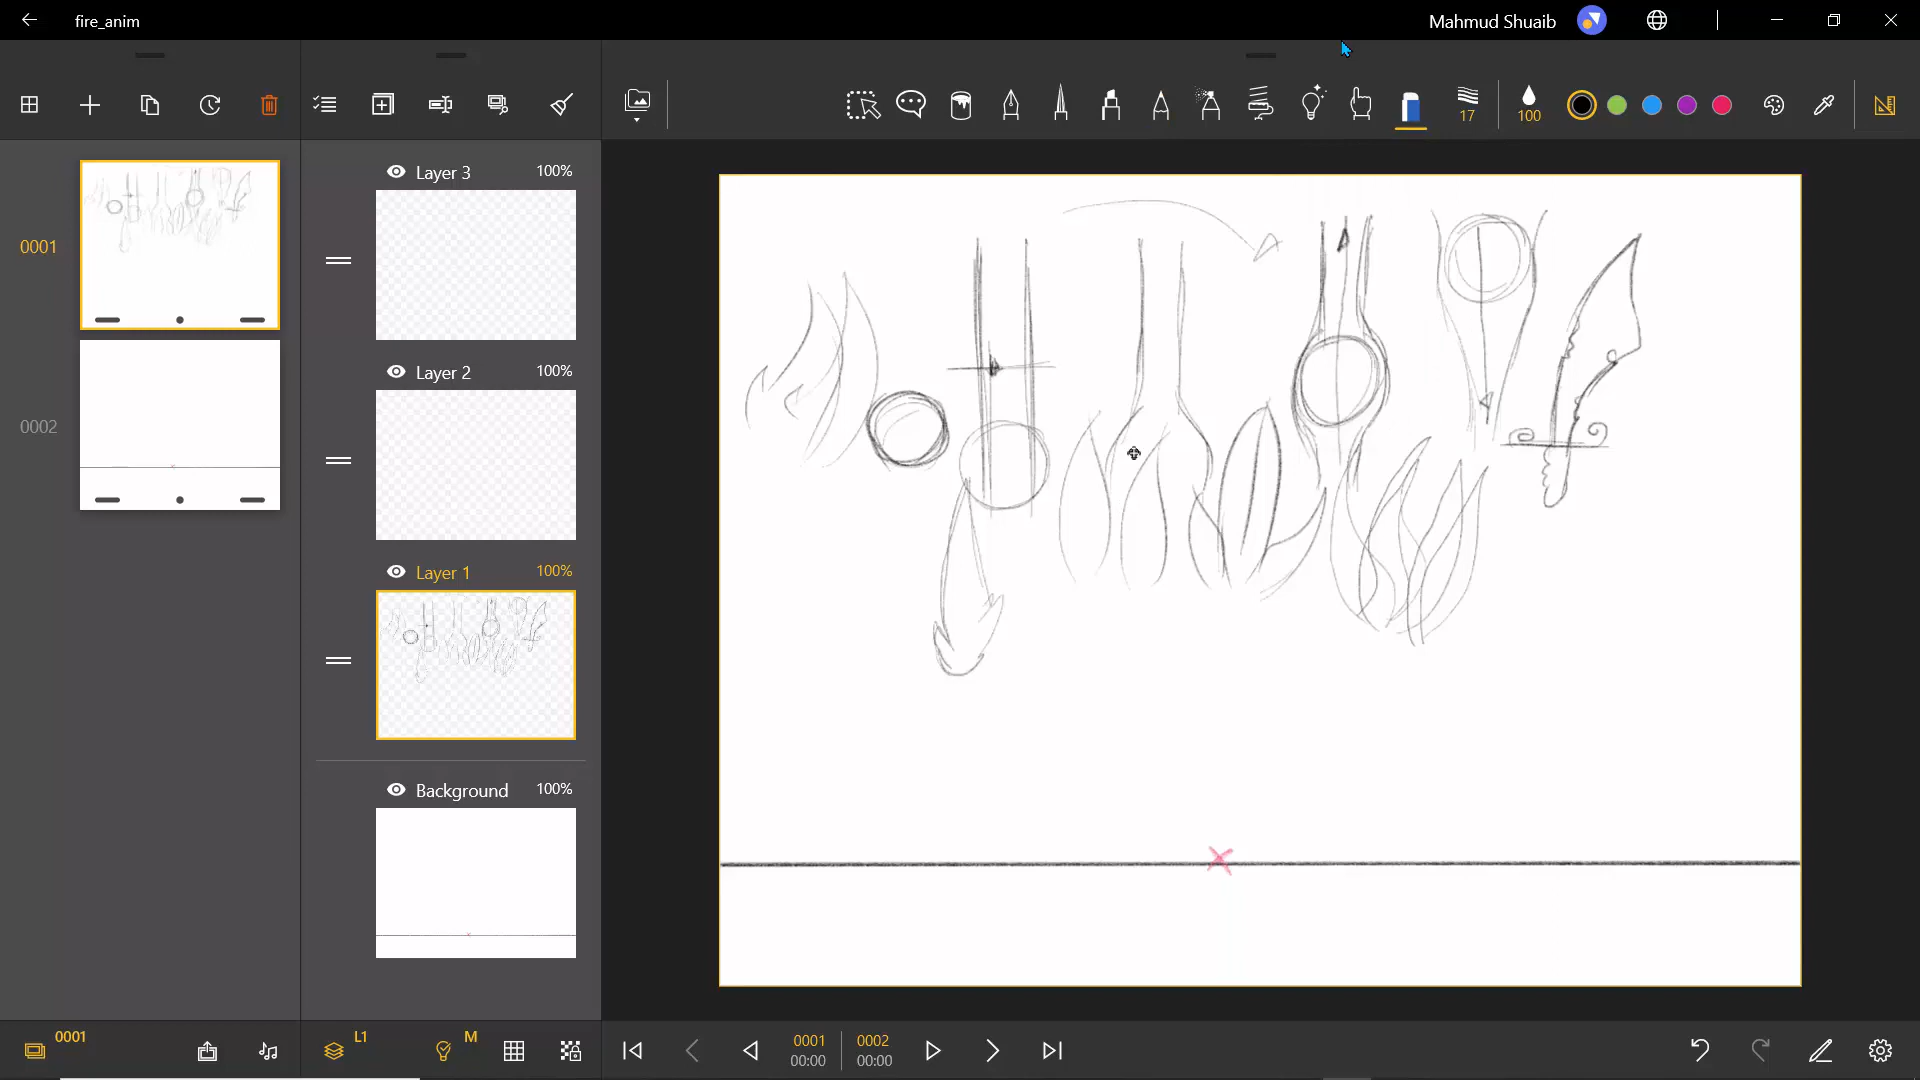 fire_anim
Mahmud Shuaib
17
100
0001
0002
Layer 3 100%
Layer 2 100%
Layer 1 100%
Background 100%
0001
L1
M
0001
00:00
0002
00:00